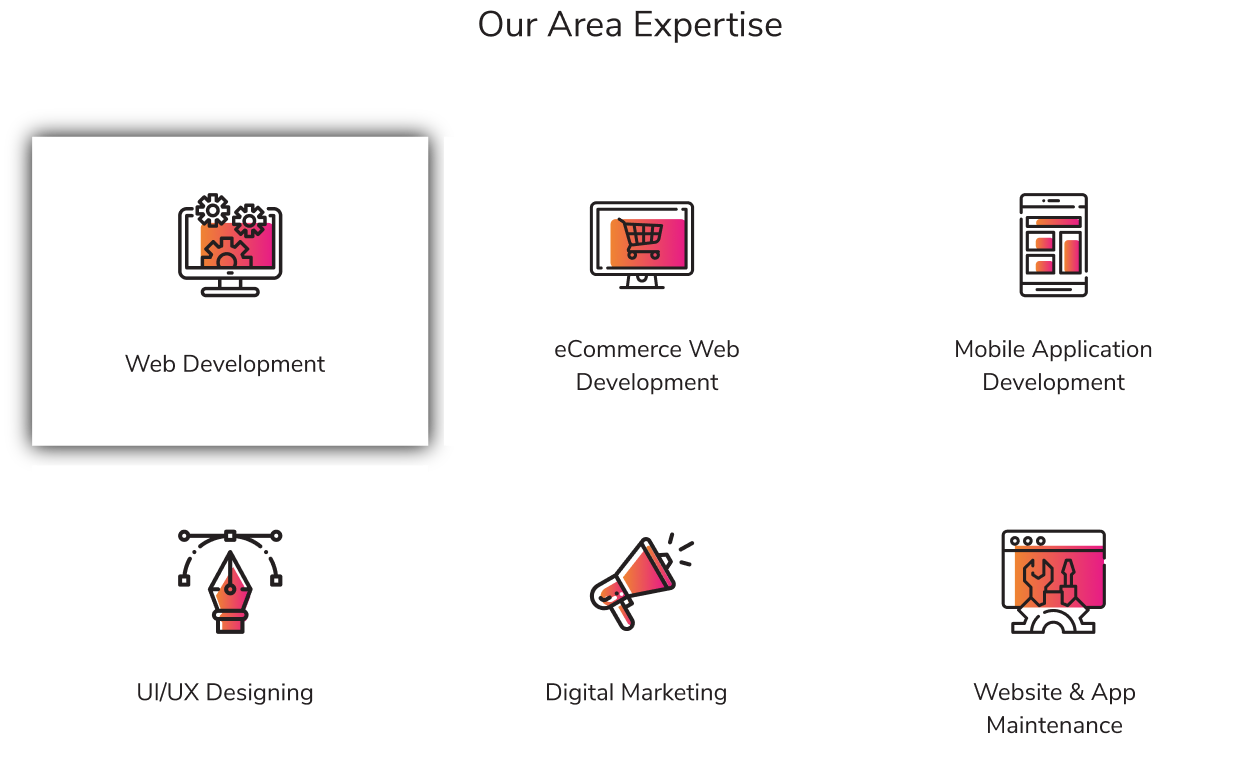 Our Area Expertise
Web Development
eCommerce Web
Development
Mobile Application
Development
UI/UX Designing
Digital Marketing
Website & App
Maintenance